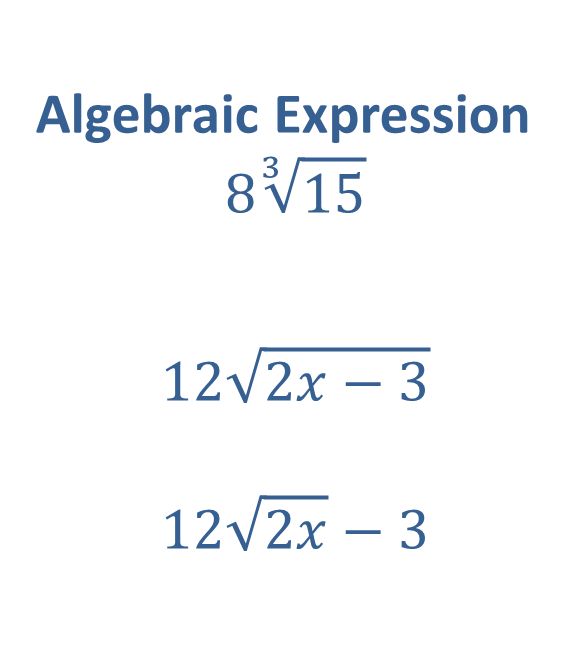 Algebraic Expression
8∛15
12√(2x − 3)
12√(2x) − 3